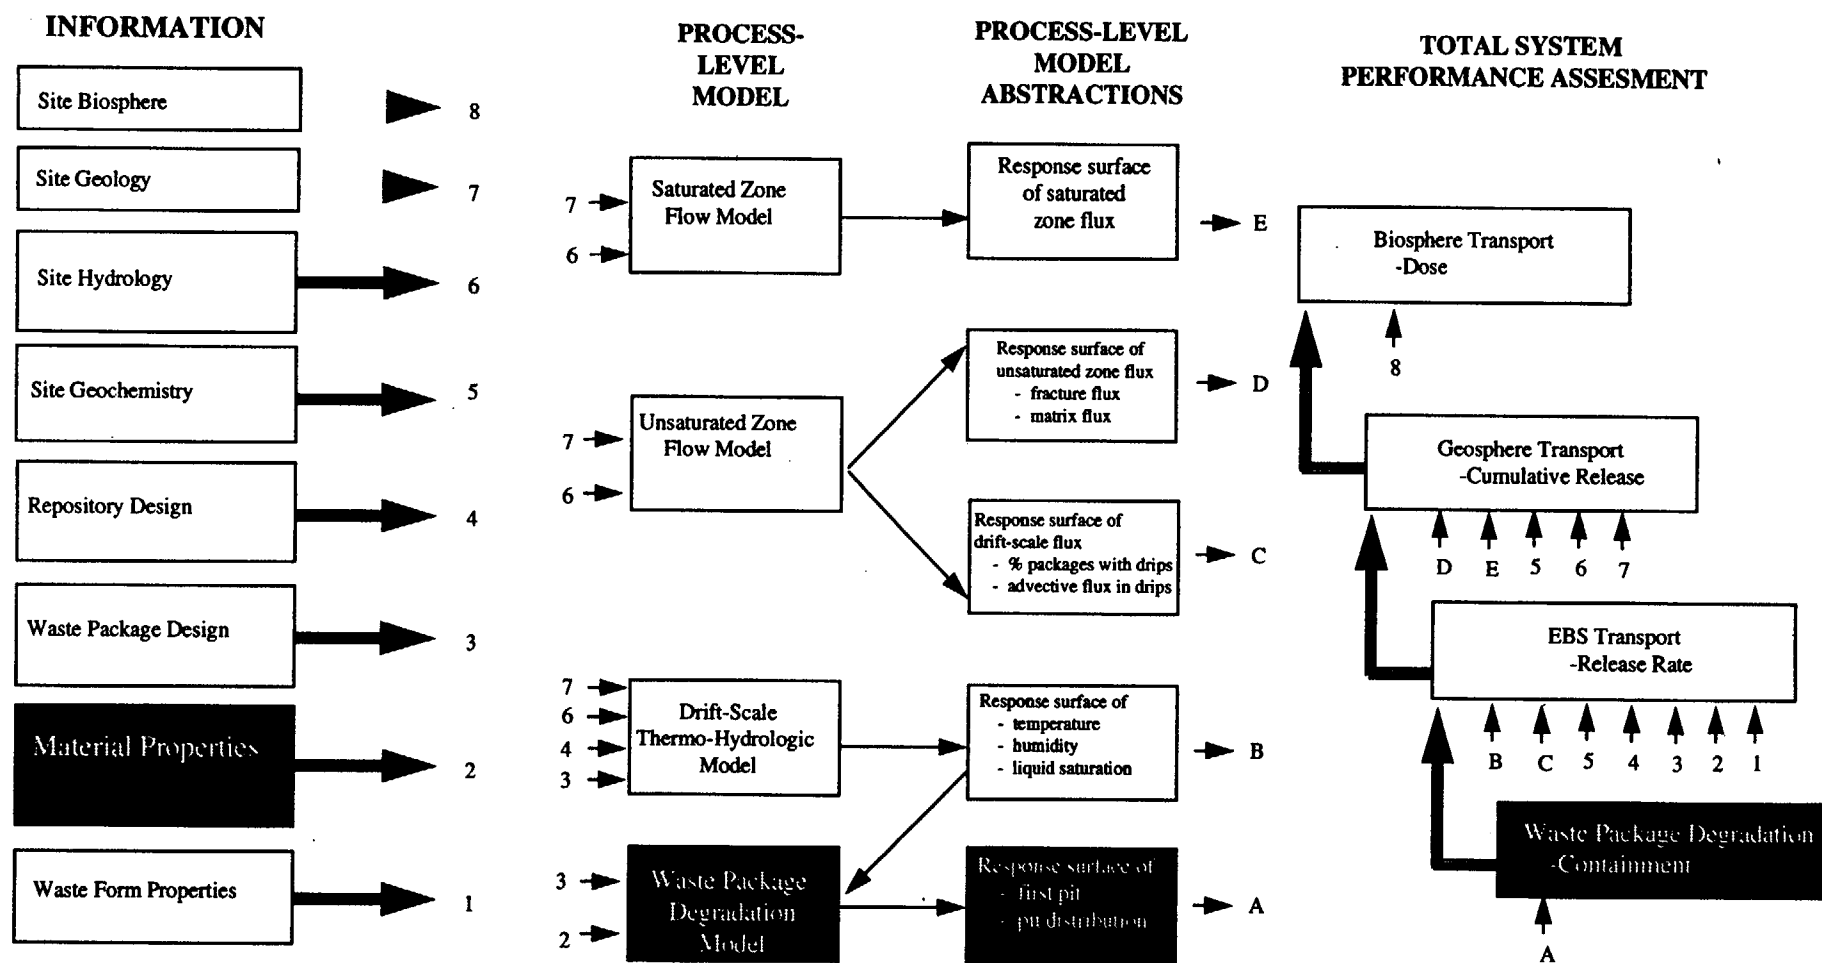 INFORMATION
Site Biosphere
8
Site Geology
7
Site Hydrology
6
Site Geochemistry
5
Repository Design
4
Waste Package Design
3
Material Properties
2
Waste Form Properties
1
PROCESS-
LEVEL
MODEL
7
6
Saturated Zone
Flow Model
7
6
Unsaturated Zone
Flow Model
7
6
4
3
Drift-Scale
Thermo-Hydrologic
Model
3
2
Waste Package
Degradation
Model
PROCESS-LEVEL
MODEL
ABSTRACTIONS
Response surface
of saturated
zone flux
E
Response surface of
unsaturated zone flux
- fracture flux
- matrix flux
D
Response surface of
drift-scale flux
- % packages with drips
- advective flux in drips
C
Response surface of
- temperature
- humidity
- liquid saturation
B
Response surface of
- first pit
- pit distribution
A
TOTAL SYSTEM
PERFORMANCE ASSESMENT
Biosphere Transport
-Dose
8
Geosphere Transport
-Cumulative Release
D E 5 6 7
EBS Transport
-Release Rate
B C 5 4 3 2 1
Waste Package Degradation
-Containment
A